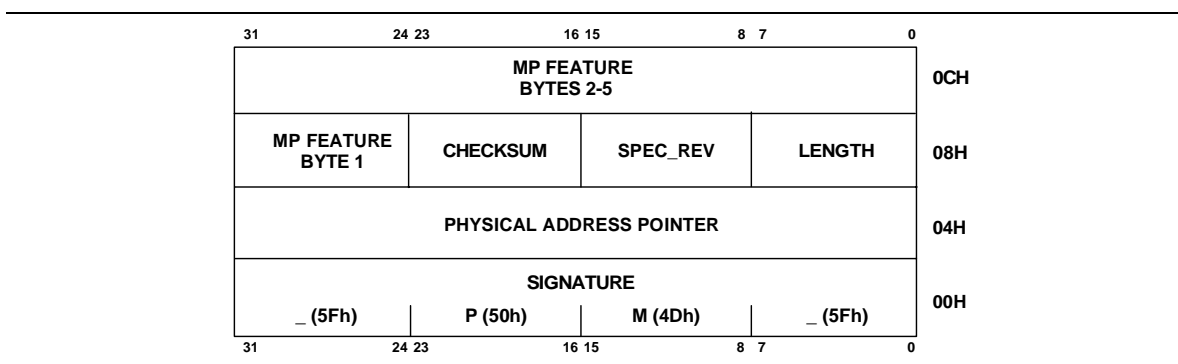 31 24 23 16 15 8 7 0
MP FEATURE
BYTES 2-5
0CH
MP FEATURE
BYTE 1
CHECKSUM
SPEC_REV
LENGTH
08H
PHYSICAL ADDRESS POINTER
04H
SIGNATURE
_ (5Fh) P (50h) M (4Dh) _ (5Fh)
00H
31 24 23 16 15 8 7 0